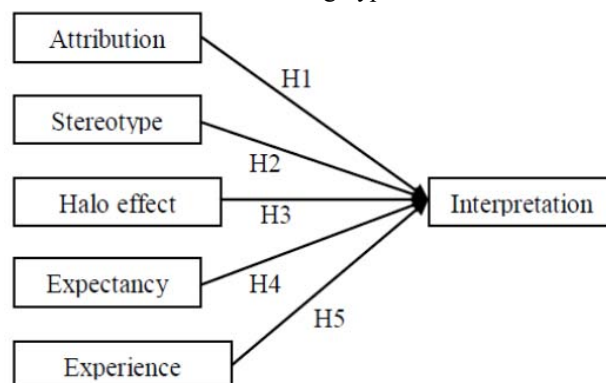 Attribution
H1
Stereotype
H2
Halo effect
H3
Interpretation
Expectancy
H4
H5
Experience